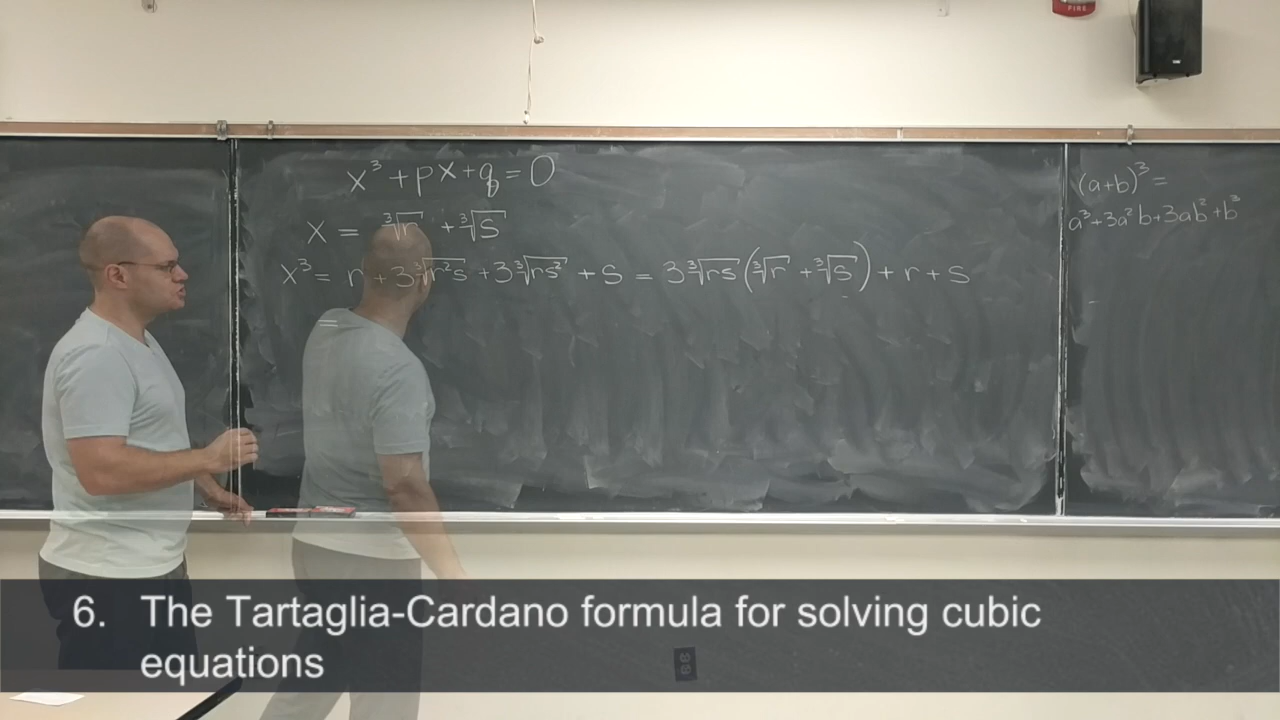 FIRE
x³ + px + q = 0
x = ∛r + ∛s
x³ = r + 3∛r²s + 3∛rs² + s = 3∛rs (∛r + ∛s) + r + s
=
(a+b)³ =
a³+3a²b+3ab²+b³
6. The Tartaglia-Cardano formula for solving cubic
equations